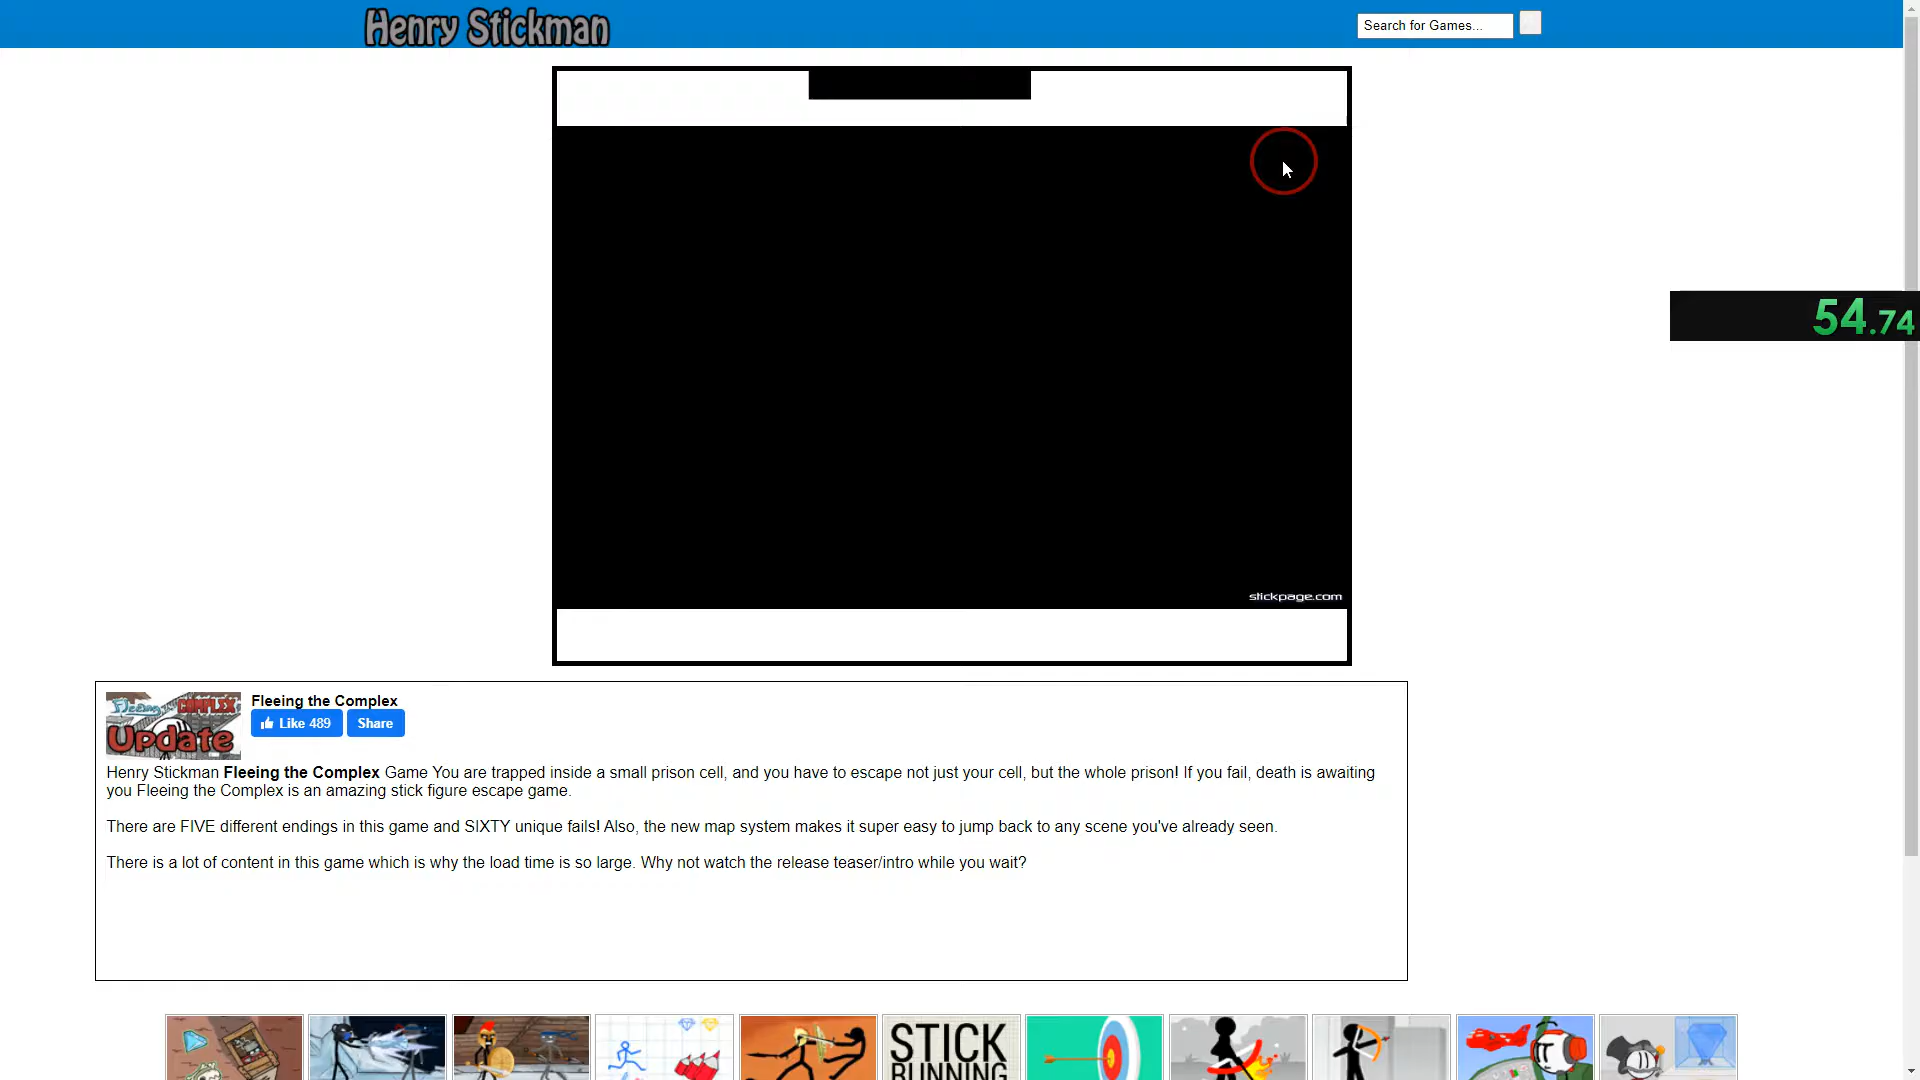 Henry Stickman
Search for Games...
54.74
stickpage.com
Fleeing the COMPLEX
Update
Fleeing the Complex
Like 489
Share
Henry Stickman Fleeing the Complex Game You are trapped inside a small prison cell, and you have to escape not just your cell, but the whole prison! If you fail, death is awaiting
you Fleeing the Complex is an amazing stick figure escape game.
There are FIVE different endings in this game and SIXTY unique fails! Also, the new map system makes it super easy to jump back to any scene you've already seen.
There is a lot of content in this game which is why the load time is so large. Why not watch the release teaser/intro while you wait?
STICK
RUNNING